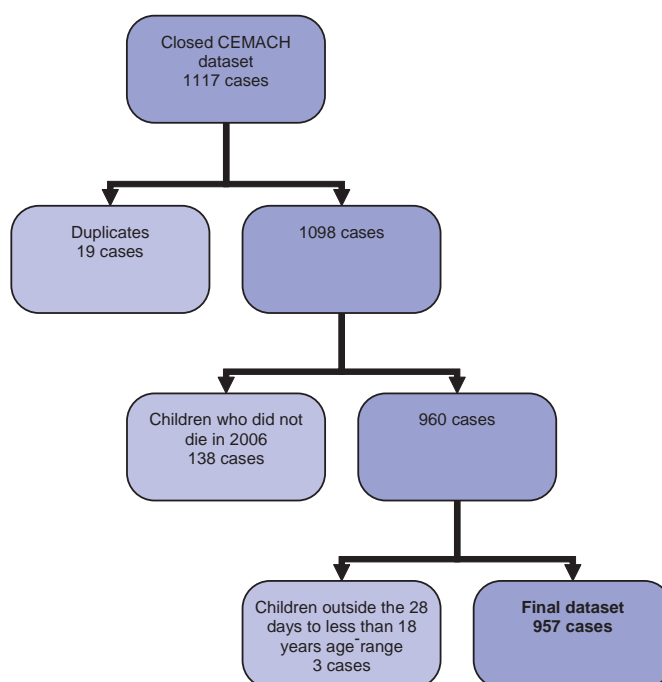 Closed CEMACH
dataset
1117 cases
Duplicates
19 cases
1098 cases
Children who did not
die in 2006
138 cases
960 cases
Children outside the 28
days to less than 18
years age-range
3 cases
Final dataset
957 cases